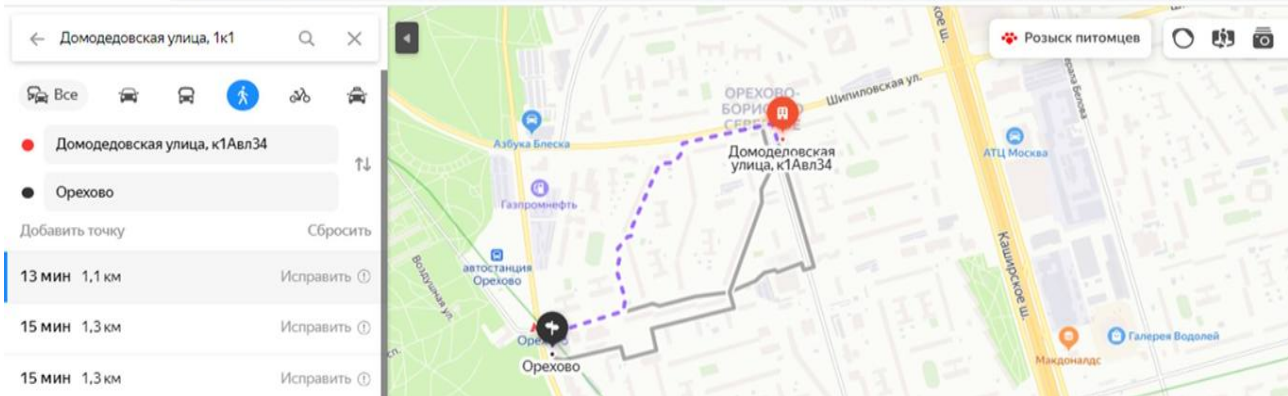 Домодедовская улица, 1к1
Все
Домодедовская улица, к1Авл34
Орехово
Добавить точку
Сбросить
13 мин 1,1 км
Исправить
15 мин 1,3 км
Исправить
15 мин 1,3 км
Исправить
Розыск питомцев
Шипиловская ул.
Азбука Блеска
Домодедовская
улица, к1Авл34
АТЦ Москва
Газпромнефть
автостанция
Орехово
Воздушная ул.
Каширское ш.
Орехово
Макдоналдс
Галерея Водолей